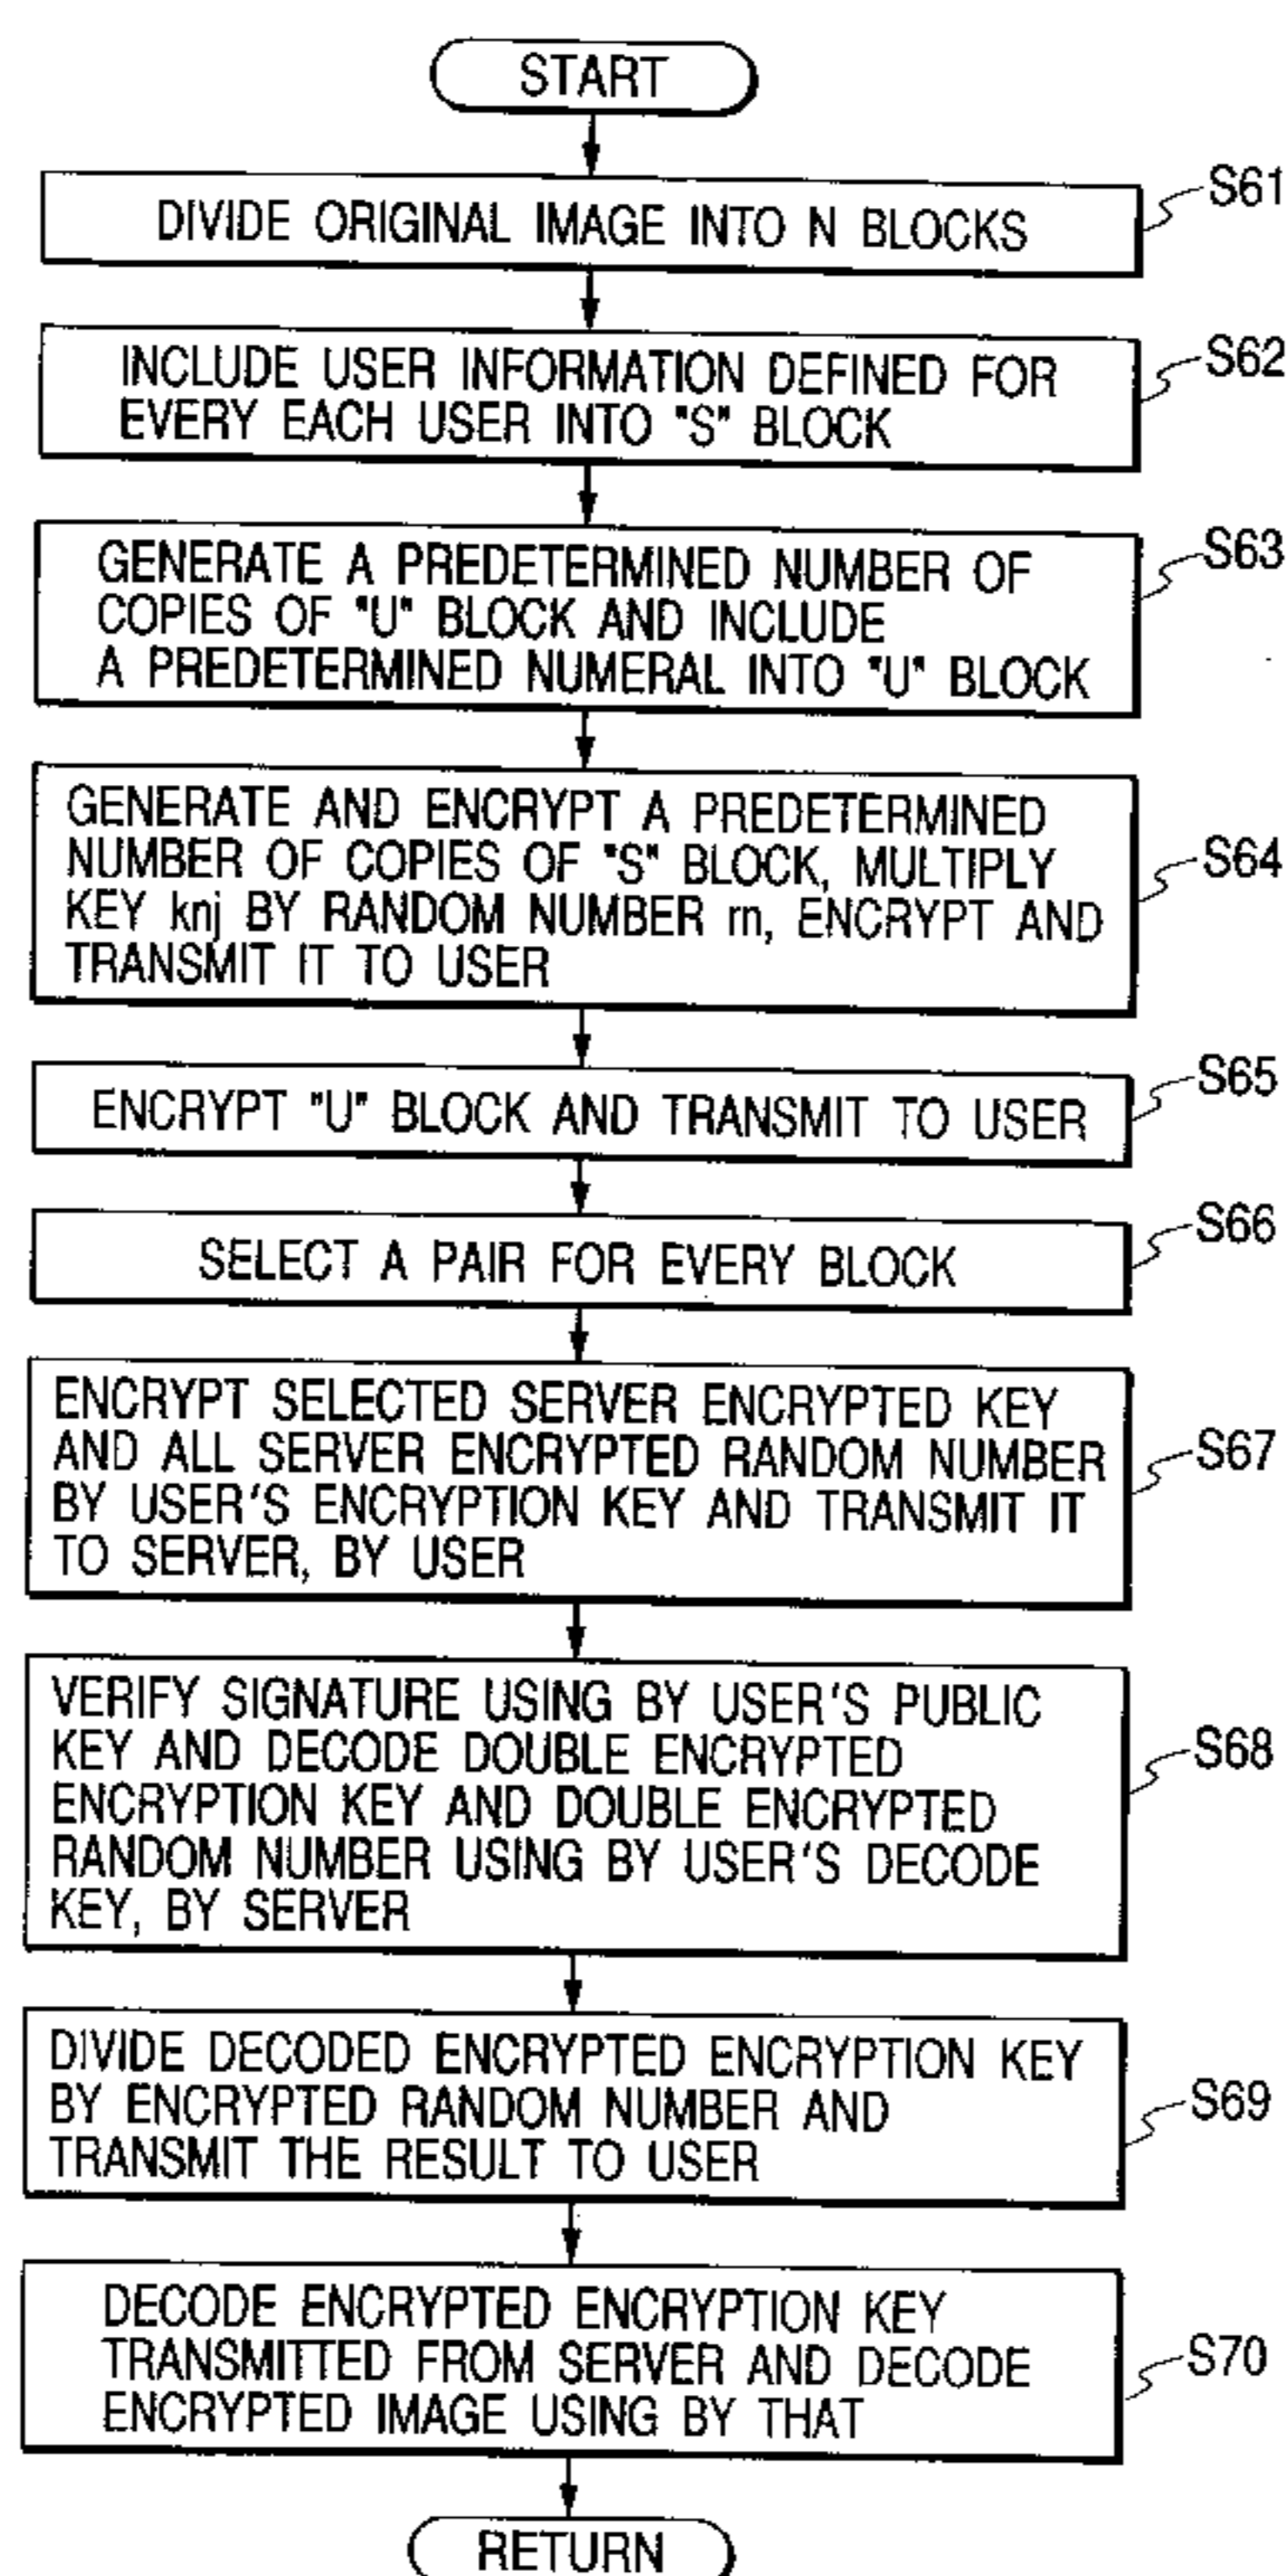 START
DIVIDE ORIGINAL IMAGE INTO N BLOCKS
S61
INCLUDE USER INFORMATION DEFINED FOR
EVERY EACH USER INTO "S" BLOCK
S62
GENERATE A PREDETERMINED NUMBER OF
COPIES OF "U" BLOCK AND INCLUDE
A PREDETERMINED NUMERAL INTO "U" BLOCK
S63
GENERATE AND ENCRYPT A PREDETERMINED
NUMBER OF COPIES OF "S" BLOCK, MULTIPLY
KEY knj BY RANDOM NUMBER rn, ENCRYPT AND
TRANSMIT IT TO USER
S64
ENCRYPT "U" BLOCK AND TRANSMIT TO USER
S65
SELECT A PAIR FOR EVERY BLOCK
S66
ENCRYPT SELECTED SERVER ENCRYPTED KEY
AND ALL SERVER ENCRYPTED RANDOM NUMBER
BY USER'S ENCRYPTION KEY AND TRANSMIT IT
TO SERVER, BY USER
S67
VERIFY SIGNATURE USING BY USER'S PUBLIC
KEY AND DECODE DOUBLE ENCRYPTED
ENCRYPTION KEY AND DOUBLE ENCRYPTED
RANDOM NUMBER USING BY USER'S DECODE
KEY, BY SERVER
S68
DIVIDE DECODED ENCRYPTED ENCRYPTION KEY
BY ENCRYPTED RANDOM NUMBER AND
TRANSMIT THE RESULT TO USER
S69
DECODE ENCRYPTED ENCRYPTION KEY
TRANSMITTED FROM SERVER AND DECODE
ENCRYPTED IMAGE USING BY THAT
S70
RETURN